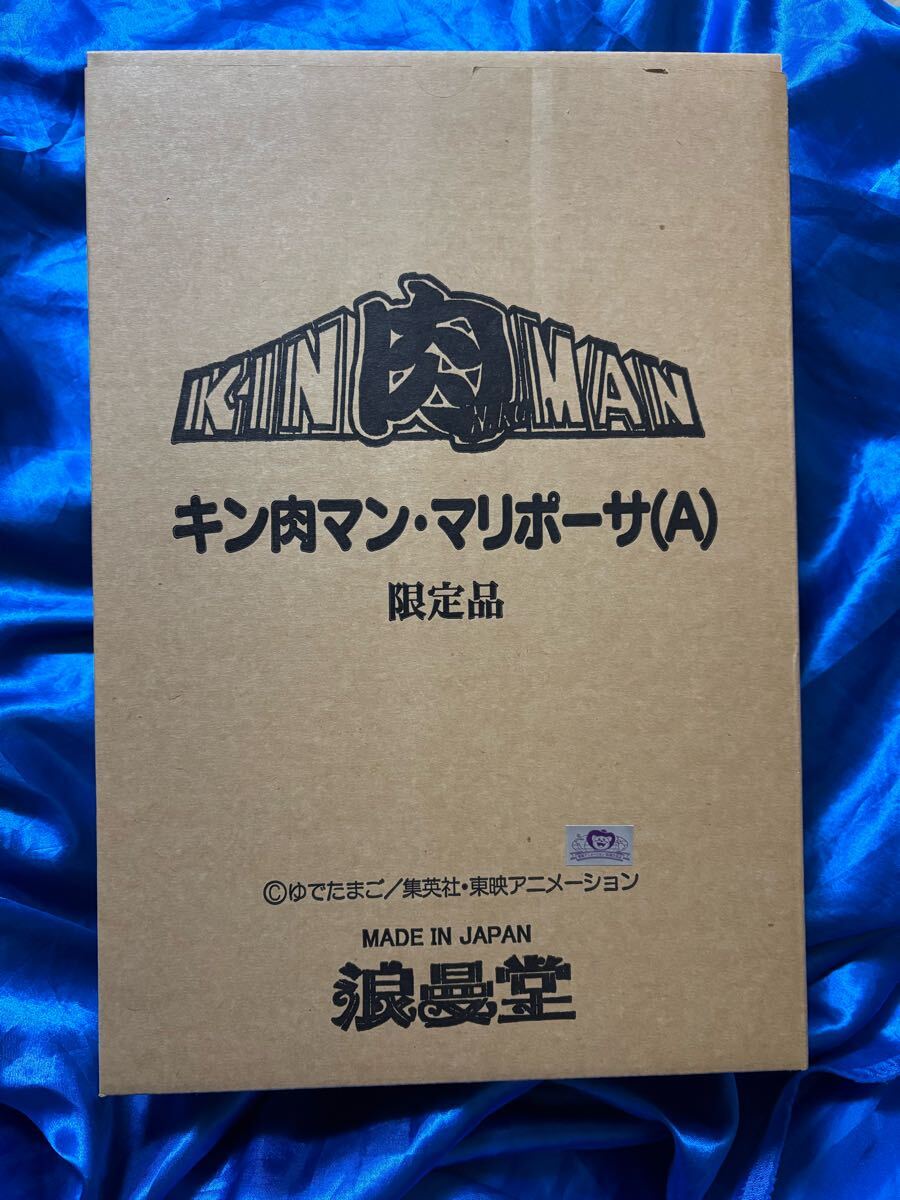 KIN肉MAN
キン肉マン・マリポーサ(A)
限定品
©ゆでたまご／集英社・東映アニメーション
MADE IN JAPAN
浪曼堂